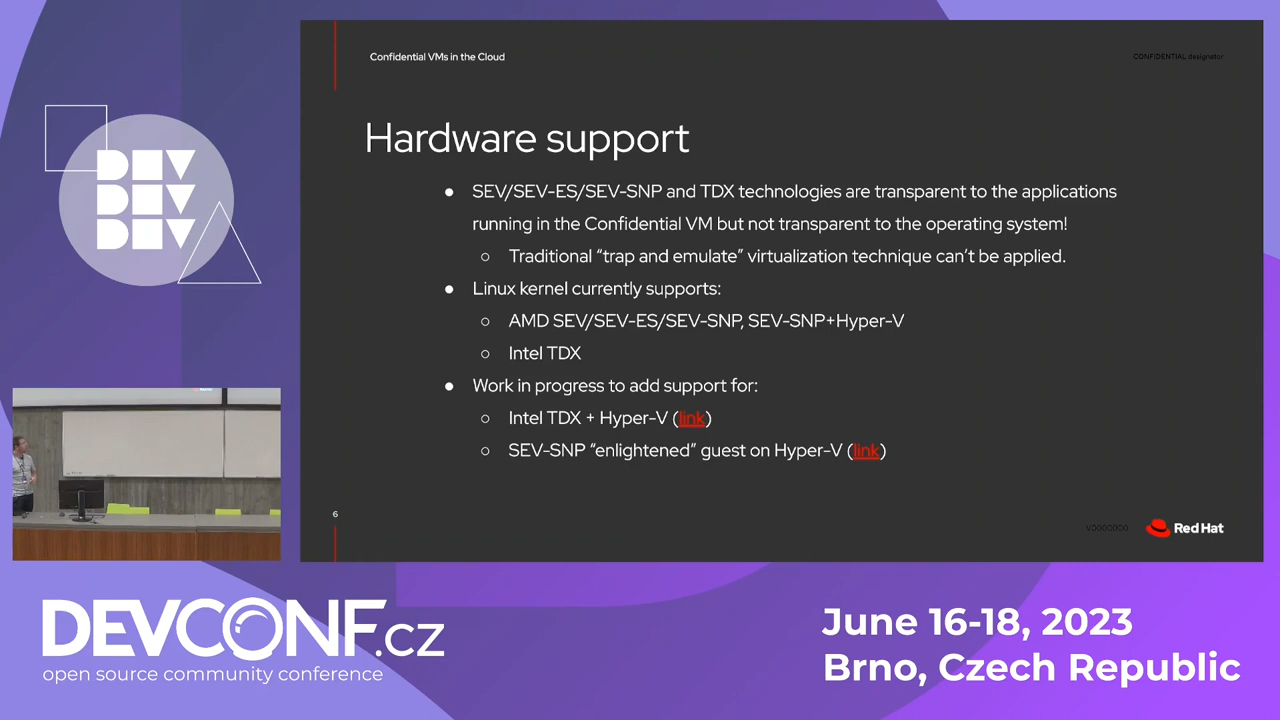 Confidential VMs in the Cloud
CONFIDENTIAL designator
Hardware support
● SEV/SEV-ES/SEV-SNP and TDX technologies are transparent to the applications
running in the Confidential VM but not transparent to the operating system!
○ Traditional “trap and emulate” virtualization technique can’t be applied.
● Linux kernel currently supports:
○ AMD SEV/SEV-ES/SEV-SNP, SEV-SNP+Hyper-V
○ Intel TDX
● Work in progress to add support for:
○ Intel TDX + Hyper-V (link)
○ SEV-SNP “enlightened” guest on Hyper-V (link)
6
V0000000
Red Hat
DEV
DEV
DEV
DEVCONF.cz
open source community conference
June 16-18, 2023
Brno, Czech Republic